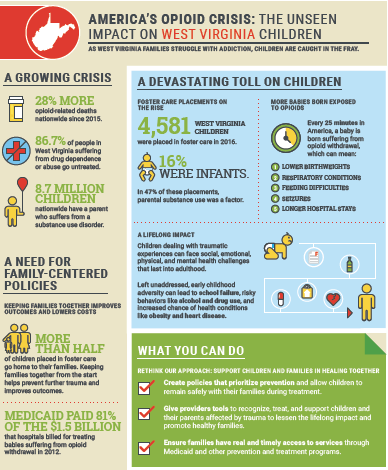 AMERICA'S OPIOID CRISIS: THE UNSEEN
IMPACT ON WEST VIRGINIA CHILDREN
AS WEST VIRGINIA FAMILIES STRUGGLE WITH ADDICTION, CHILDREN ARE CAUGHT IN THE FRAY.
A GROWING CRISIS
28% MORE
opioid-related deaths
nationwide since 2015.
86.7% of people in
West Virginia suffering
from drug dependence
or abuse go untreated.
8.7 MILLION
CHILDREN
nationwide have a parent
who suffers from a
substance use disorder.
A NEED FOR
FAMILY-CENTERED
POLICIES
KEEPING FAMILIES TOGETHER IMPROVES
OUTCOMES AND LOWERS COSTS
MORE
THAN HALF
of children placed in foster care
go home to their families. Keeping
families together from the start
helps prevent further trauma and
improves outcomes.
MEDICAID PAID 81%
OF THE $1.5 BILLION
that hospitals billed for treating
babies suffering from opioid
withdrawal in 2012.
A DEVASTATING TOLL ON CHILDREN
FOSTER CARE PLACEMENTS ON
THE RISE
4,581 WEST VIRGINIA
CHILDREN
were placed in foster care in 2016.
16%
WERE INFANTS.
In 47% of these placements,
parental substance use was a factor.
MORE BABIES BORN EXPOSED
TO OPIOIDS
Every 25 minutes in
America, a baby is
born suffering from
opioid withdrawal,
which can mean:
1 LOWER BIRTHWEIGHTS
2 RESPIRATORY CONDITIONS
3 FEEDING DIFFICULTIES
4 SEIZURES
5 LONGER HOSPITAL STAYS
A LIFELONG IMPACT
Children dealing with traumatic
experiences can face social, emotional,
physical, and mental health challenges
that last into adulthood.
Left unaddressed, early childhood
adversity can lead to school failure, risky
behaviors like alcohol and drug use, and
increased chance of health conditions
like obesity and heart disease.
WHAT YOU CAN DO
RETHINK OUR APPROACH: SUPPORT CHILDREN AND FAMILIES IN HEALING TOGETHER
Create policies that prioritize prevention and allow children to
remain safely with their families during treatment.
Give providers tools to recognize, treat, and support children and
their parents affected by trauma to lessen the lifelong impact and
promote healthy families.
Ensure families have real and timely access to services through
Medicaid and other prevention and treatment programs.